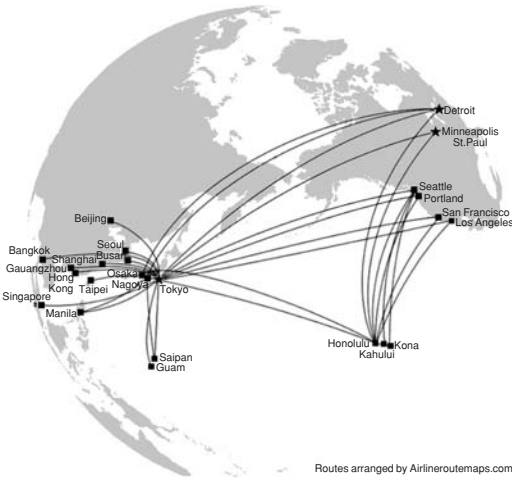 Detroit
Minneapolis
St.Paul
Seattle
Portland
San Francisco
Los Angeles
Beijing
Seoul
Busan
Bangkok
Shanghai
Gauangzhou
Hong
Kong
Osaka
Nagoya
Tokyo
Taipei
Singapore
Manila
Saipan
Guam
Honolulu
Kahului
Kona
Routes arranged by Airlineroutemaps.com